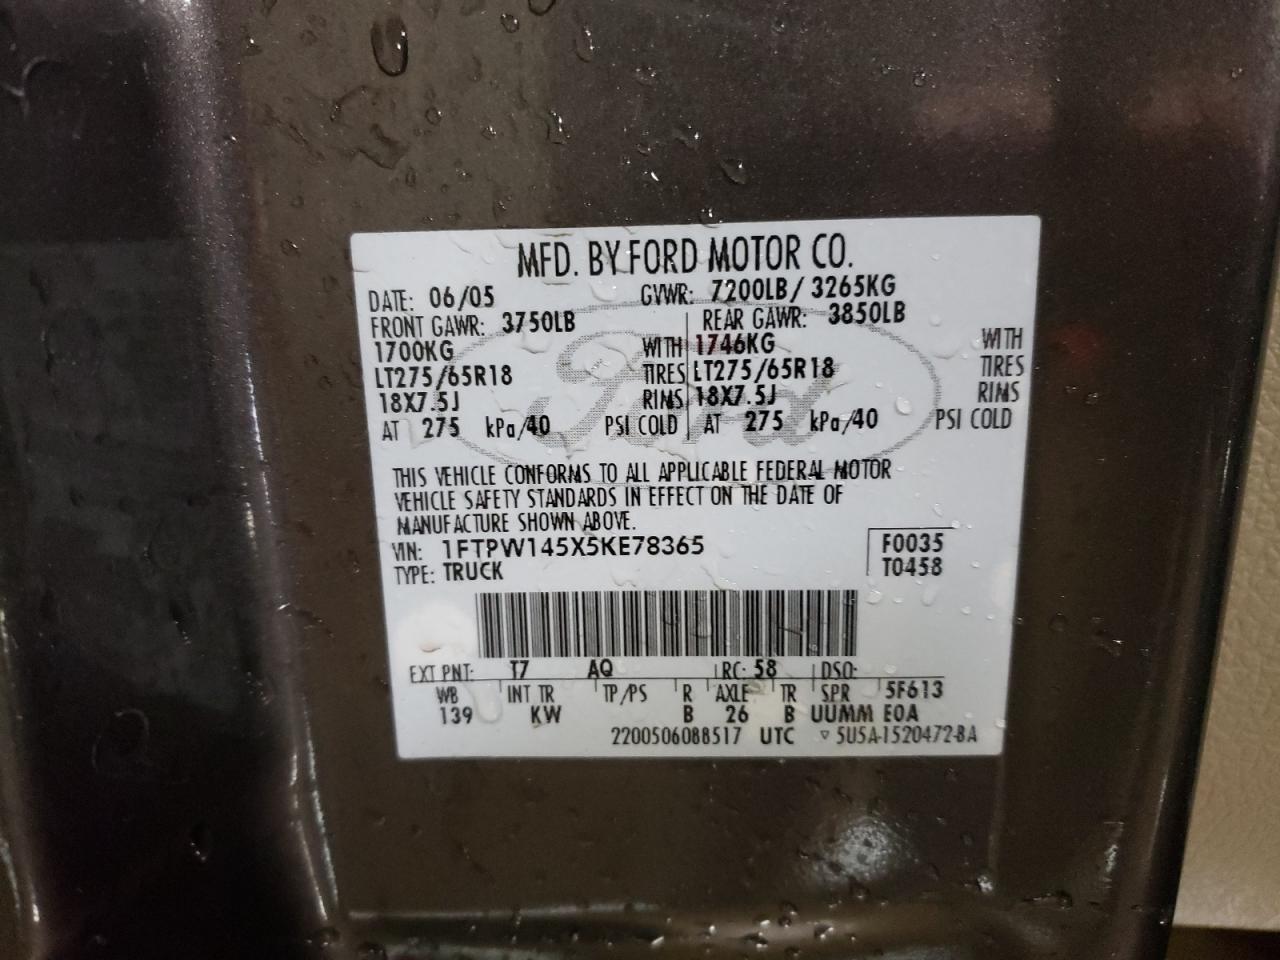 MFD. BY FORD MOTOR CO.
DATE: 06/05 GVWR: 7200LB/ 3265KG
FRONT GAWR: 3750LB REAR GAWR: 3850LB
1700KG WITH 1746KG WITH
LT275/65R18 TIRES LT275/65R18 TIRES
18X7.5J RIMS 18X7.5J RIMS
AT 275 kPa/40 PSI COLD AT 275 kPa/40 PSI COLD
Ford
THIS VEHICLE CONFORMS TO ALL APPLICABLE FEDERAL MOTOR
VEHICLE SAFETY STANDARDS IN EFFECT ON THE DATE OF
MANUFACTURE SHOWN ABOVE.
VIN: 1FTPW145X5KE78365 F0035
TYPE: TRUCK T0458
EXT PNT: T7 AQ RC: 58 DSO:
WB INT TR TP/PS R AXLE TR SPR 5F613
139 KW B 26 B UUMM EOA
2200506088517 UTC ▽ 5U5A-1520472-BA